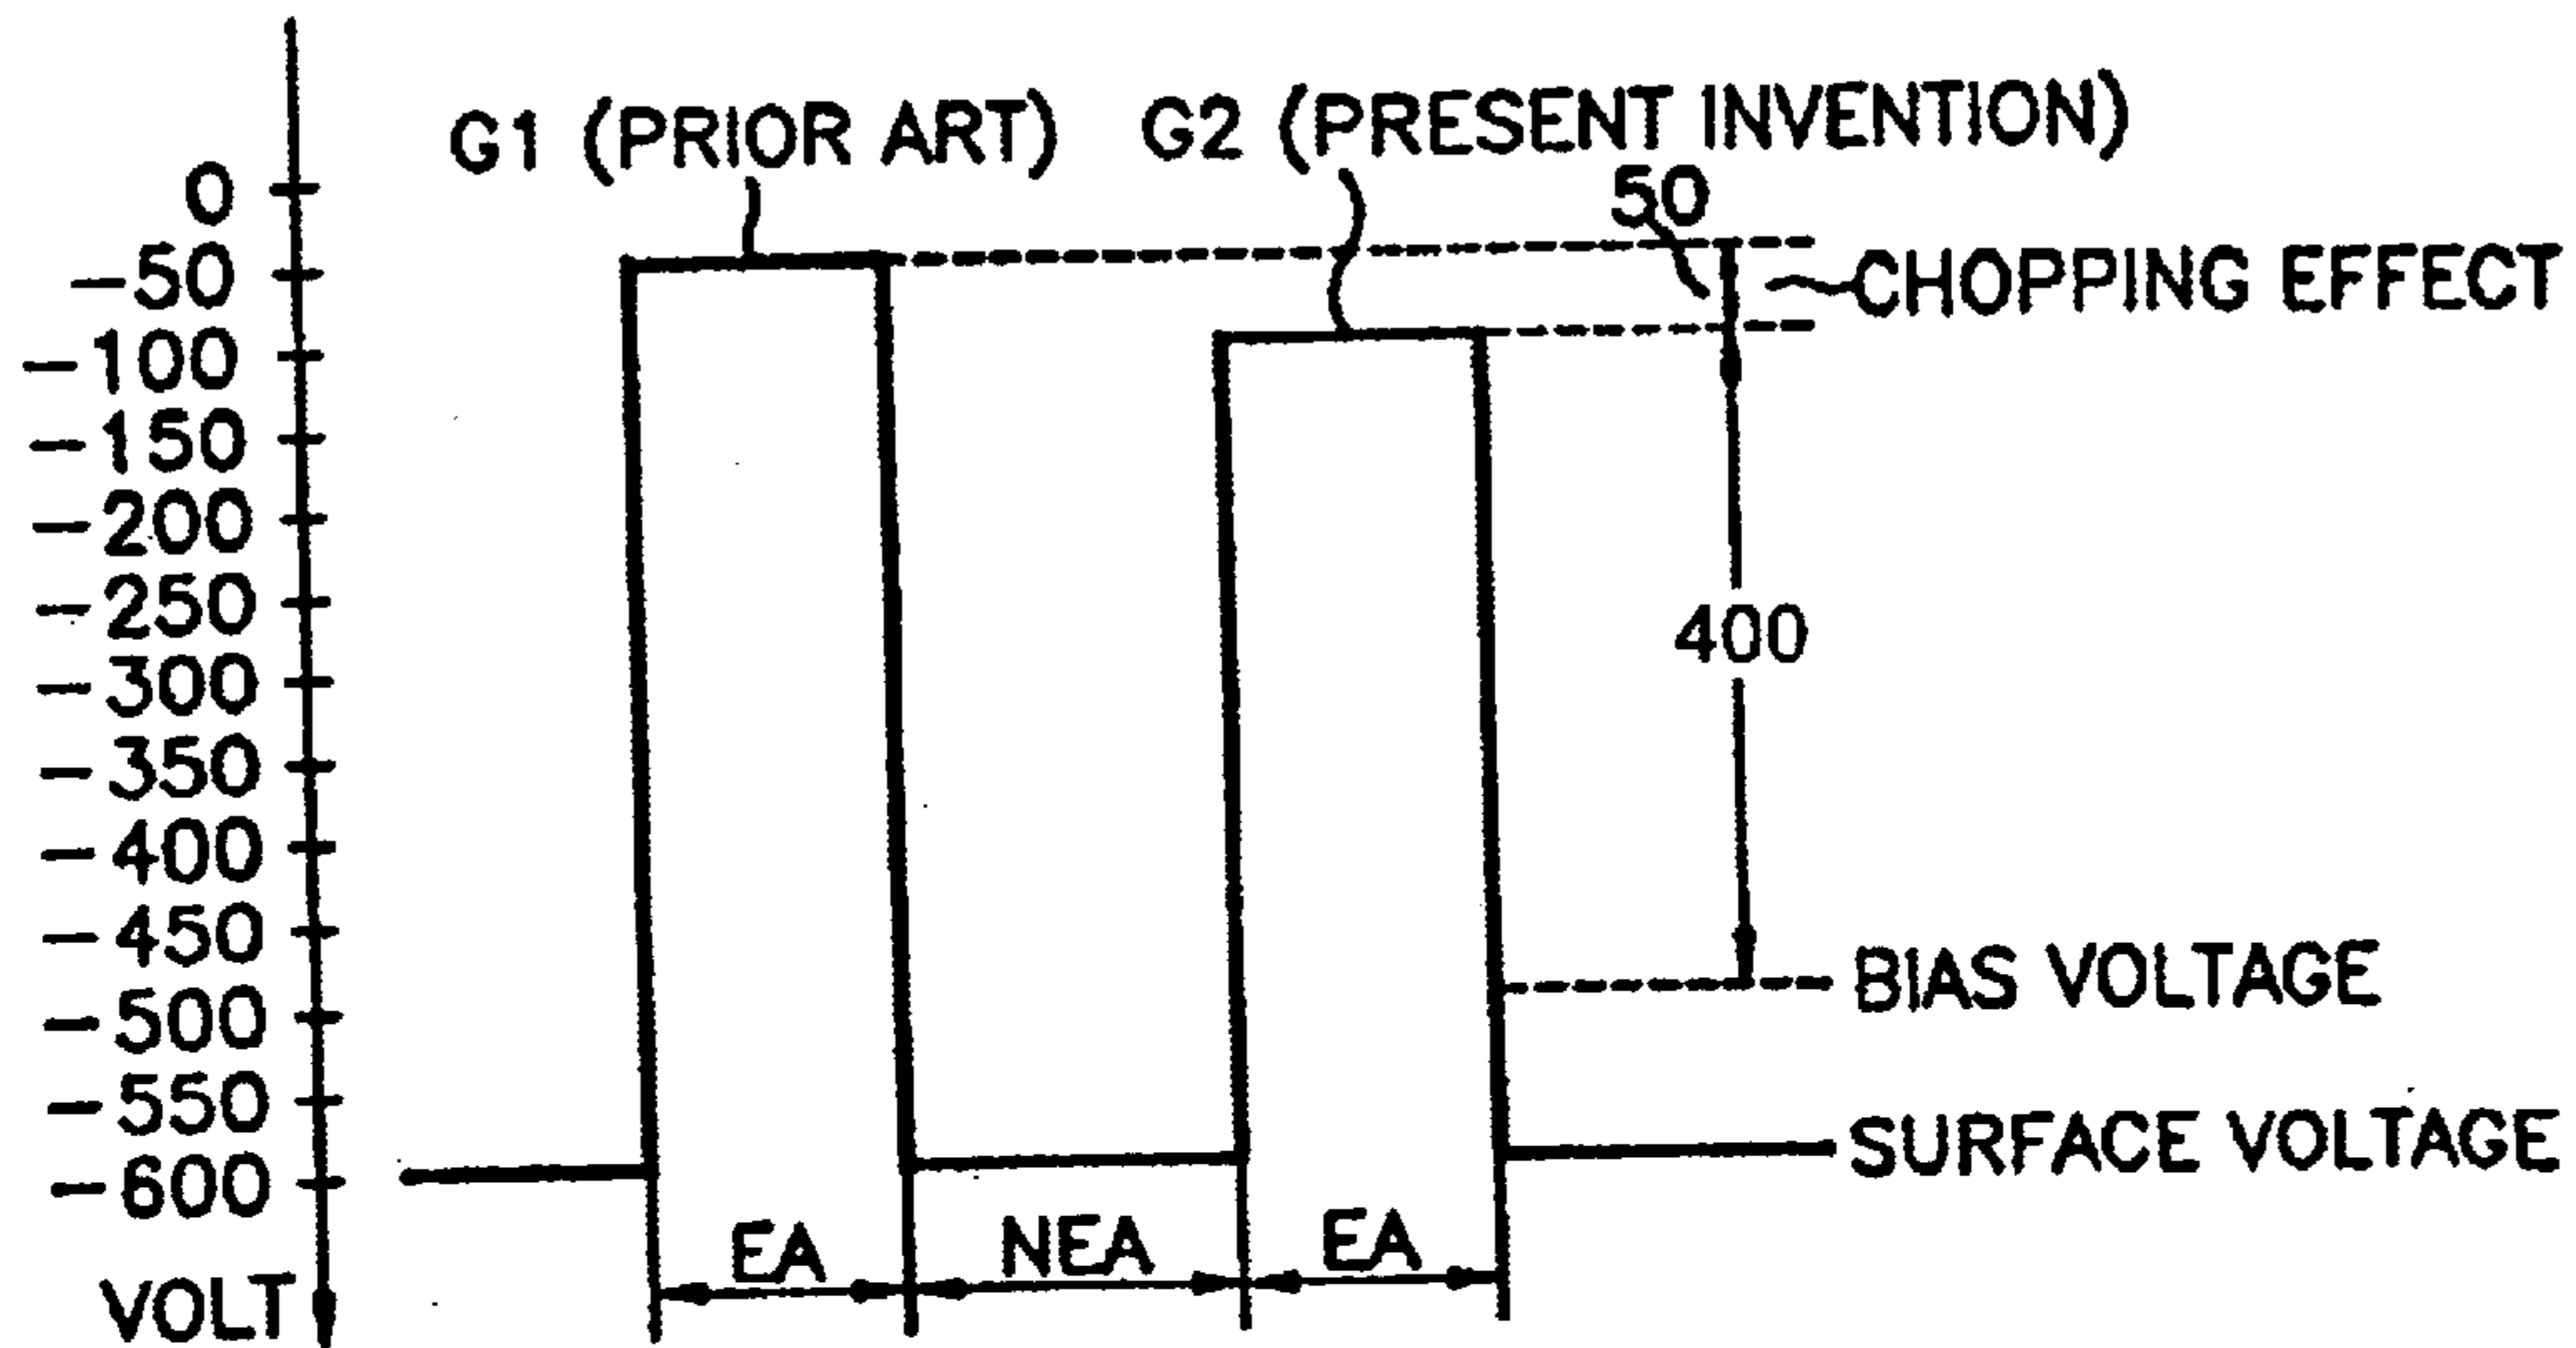 G1 (PRIOR ART)
G2 (PRESENT INVENTION)
0
-50
-100
-150
-200
-250
-300
-350
-400
-450
-500
-550
-600
VOLT
50
CHOPPING EFFECT
400
BIAS VOLTAGE
SURFACE VOLTAGE
EA
NEA
EA